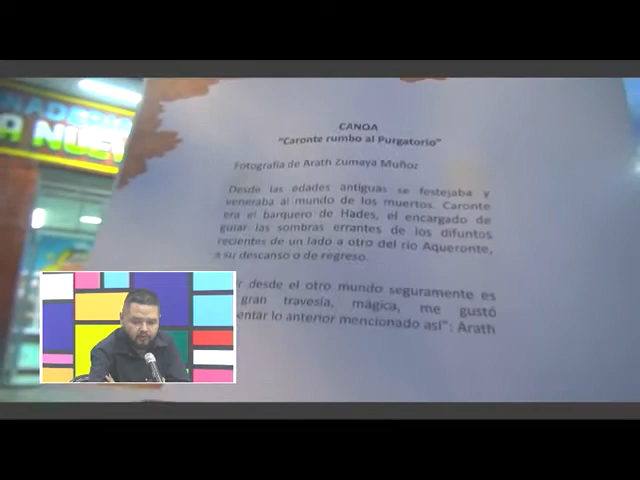 CANOA
"Caronte rumbo al Purgatorio"
Fotografía de Arath Zumaya Muñoz
Desde las edades antiguas se festejaba y
veneraba al mundo de los muertos. Caronte
era el barquero de Hades, el encargado de
guiar las sombras errantes de los difuntos
recientes de un lado a otro del río Aqueronte,
a su descanso o de regreso.
desde el otro mundo seguramente es
gran travesía, mágica, me gustó
lo anterior mencionado así": Arath